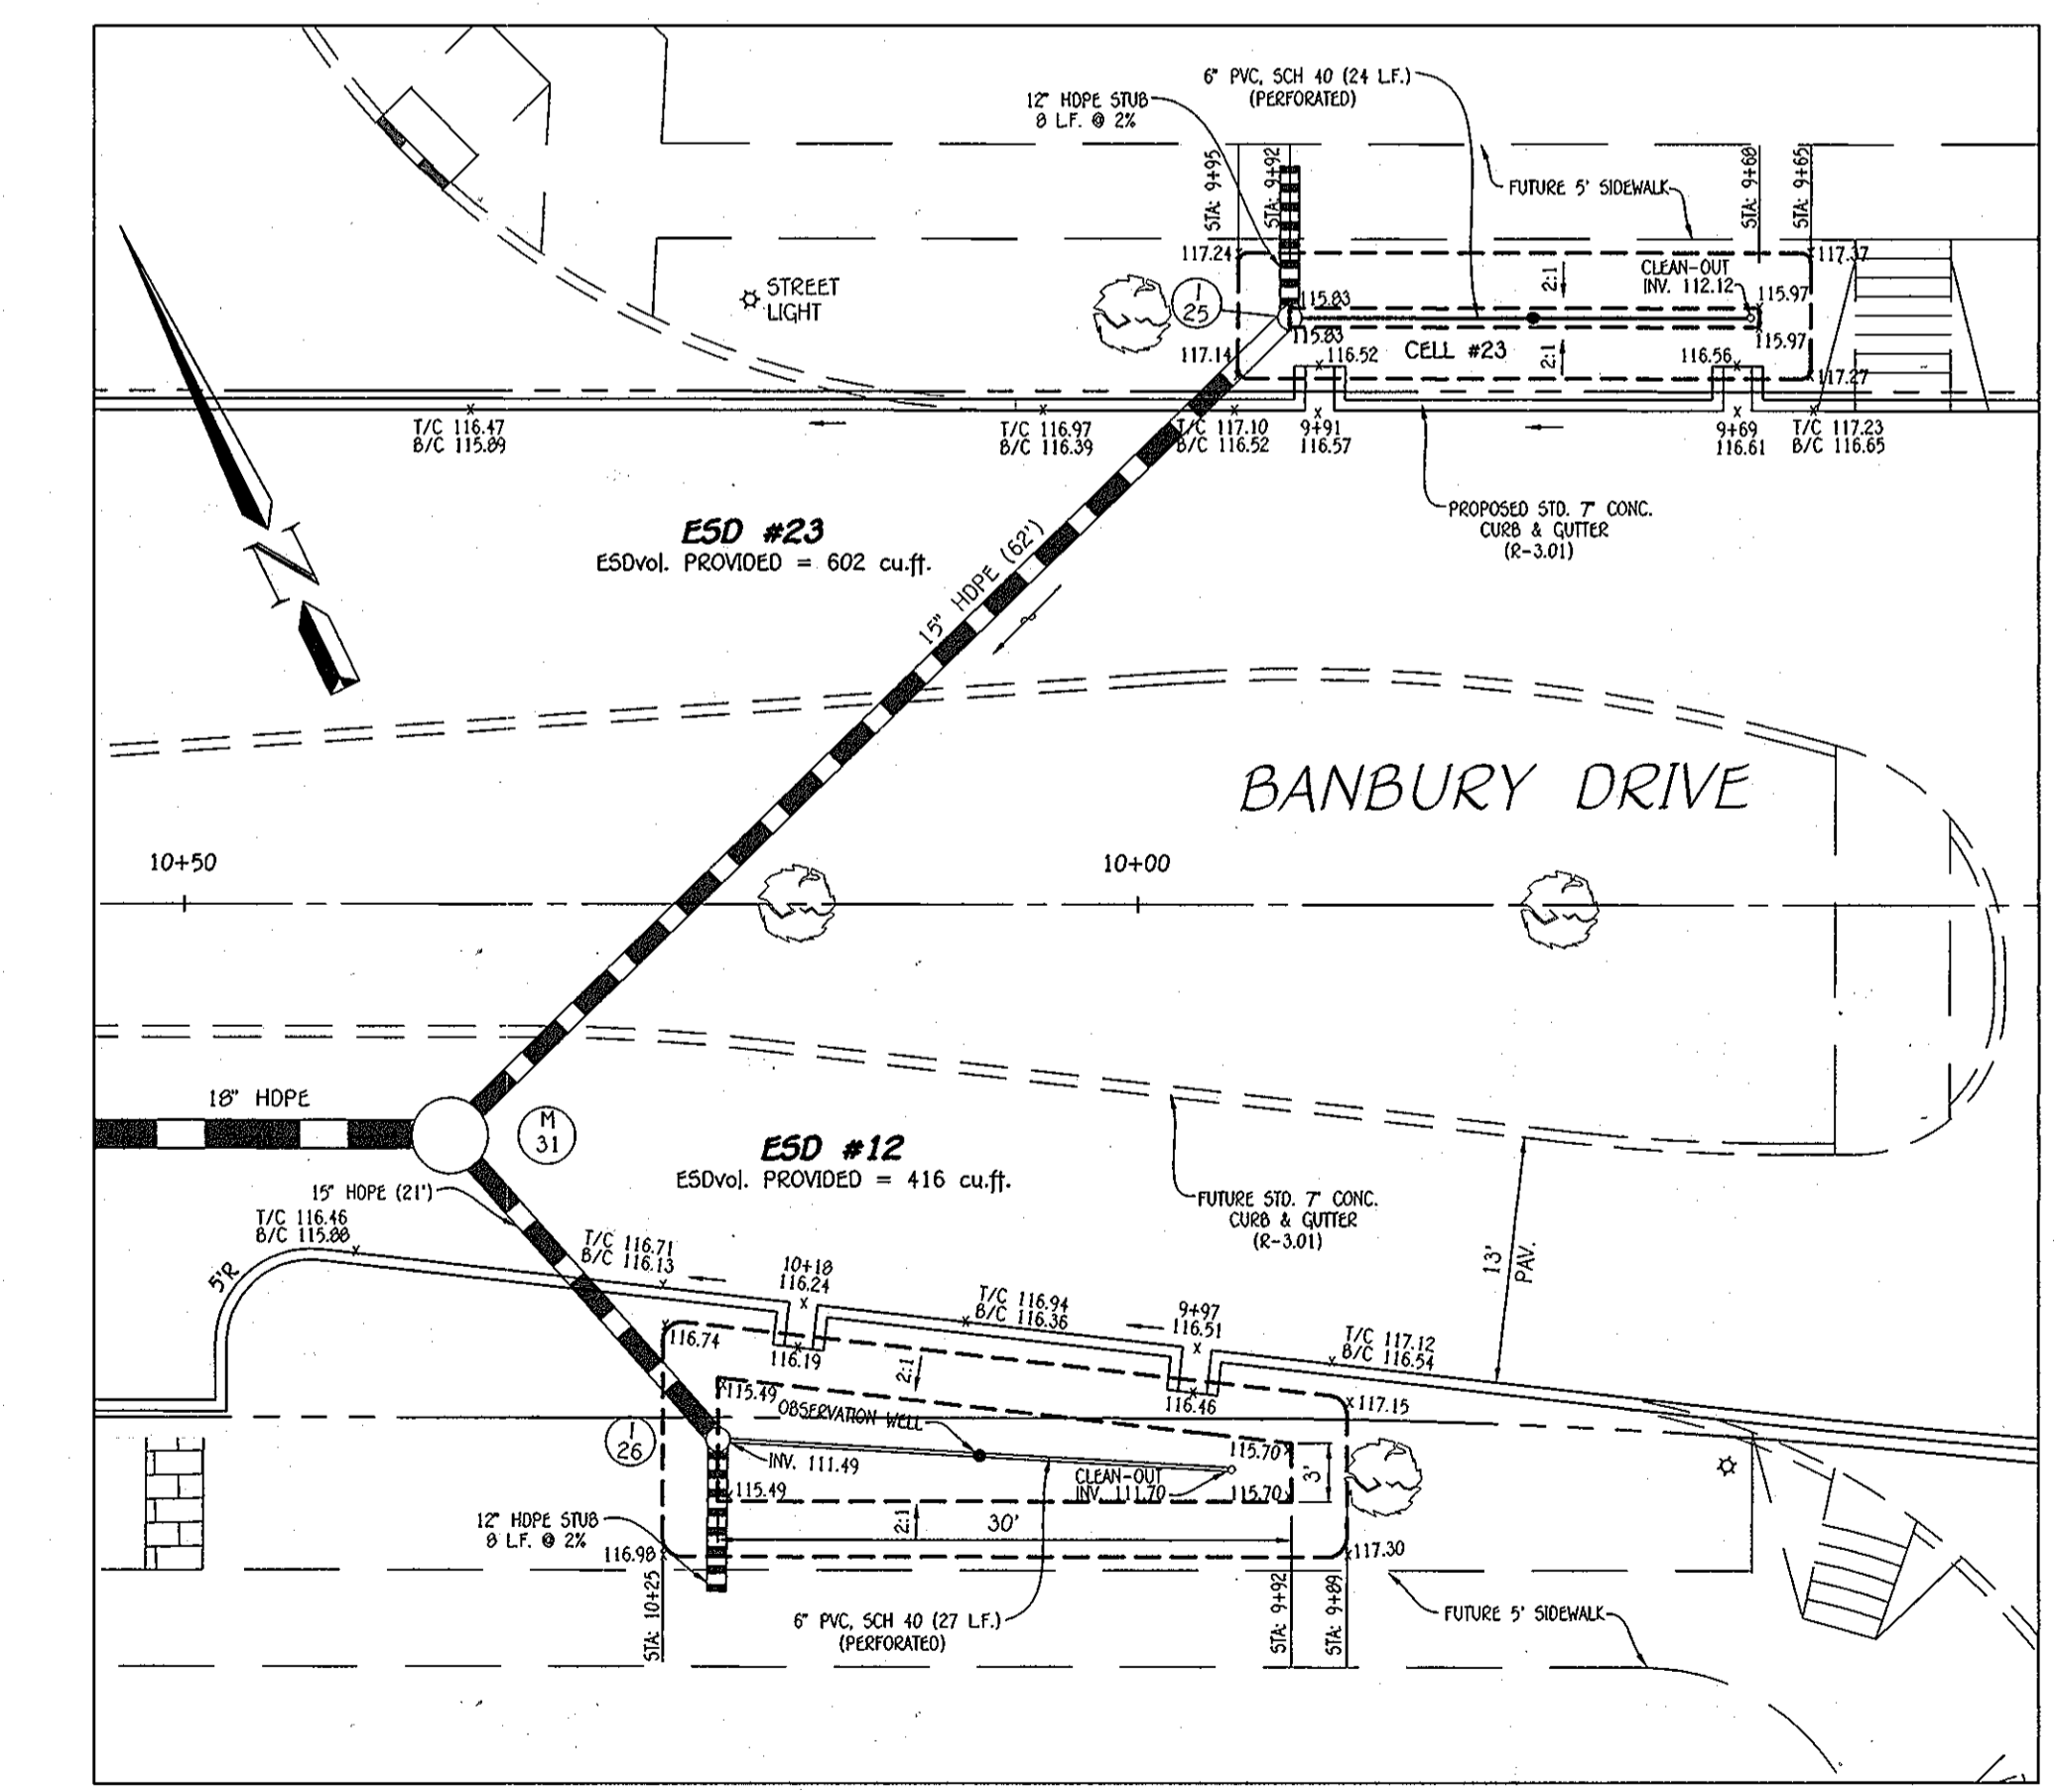 6" PVC, SCH 40 (24 L.F.)
(PERFORATED)
12" HDPE STUB
8 L.F. @ 2%
STA: 9+95
STA: 9+92
STA: 9+68
STA: 9+65
FUTURE 5' SIDEWALK
117.24
117.37
CLEAN-OUT
INV. 112.12
2:1
STREET
LIGHT
I
25
115.83
115.97
115.83
115.97
117.14
116.52
CELL #23
2:1
116.56
117.27
T/C 116.47
B/C 115.89
T/C 116.97
B/C 116.39
T/C 117.10
B/C 116.52
9+91
116.57
9+69
116.61
T/C 117.23
B/C 116.65
PROPOSED STD. 7" CONC.
CURB & GUTTER
(R-3.01)
ESD #23
ESDvol. PROVIDED = 602 cu.ft.
15" HDPE (62')
N
BANBURY DRIVE
10+50
10+00
18" HDPE
M
31
ESD #12
ESDvol. PROVIDED = 416 cu.ft.
15" HDPE (21')
FUTURE STD. 7" CONC.
CURB & GUTTER
(R-3.01)
13'
PAV.
T/C 116.46
B/C 115.88
5'R
T/C 116.71
B/C 116.13
10+18
116.24
T/C 116.94
B/C 116.36
9+97
116.51
T/C 117.12
B/C 116.54
116.74
116.19
2:1
115.49
OBSERVATION WELL
116.46
117.15
I
26
INV. 111.49
115.70
3'
CLEAN-OUT
INV. 111.70
115.70
115.49
12" HDPE STUB
8 L.F. @ 2%
2:1
30'
116.98
117.30
STA: 10+25
STA: 9+92
STA: 9+89
6" PVC, SCH 40 (27 L.F.)
(PERFORATED)
FUTURE 5' SIDEWALK